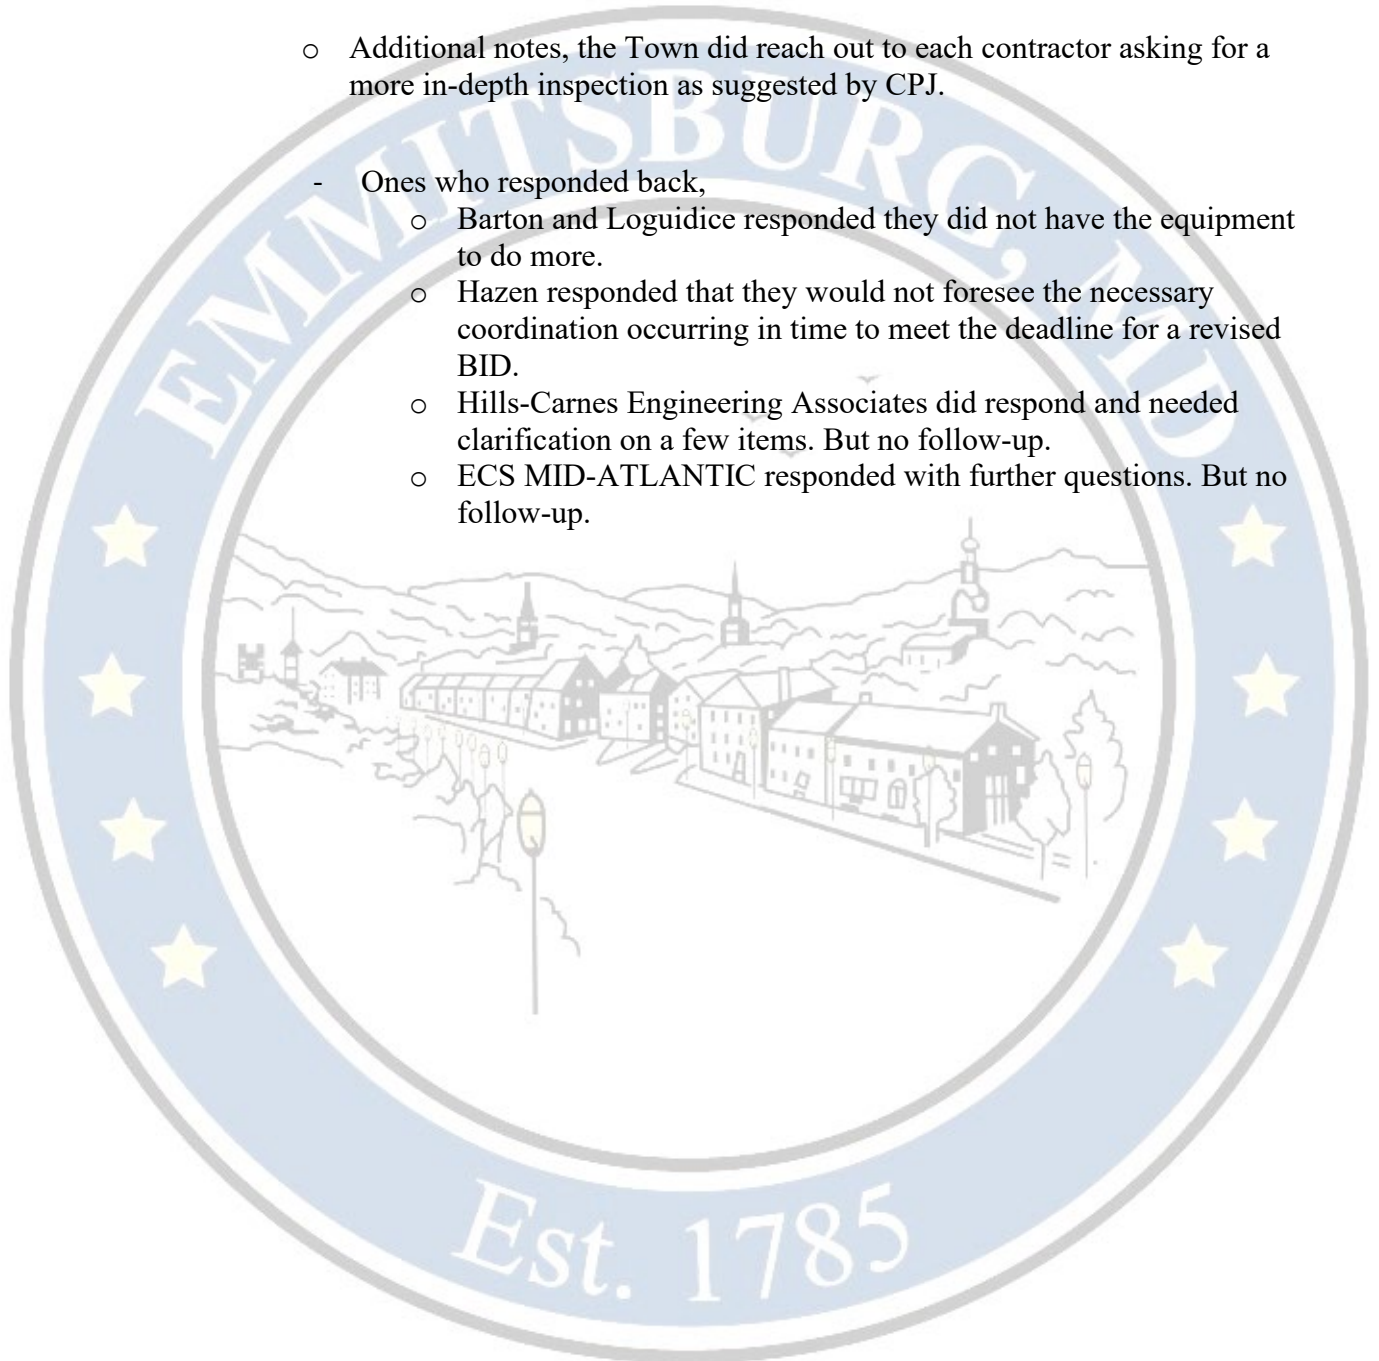 o Additional notes, the Town did reach out to each contractor asking for a
more in-depth inspection as suggested by CPJ.
- Ones who responded back,
o Barton and Loguidice responded they did not have the equipment
to do more.
o Hazen responded that they would not foresee the necessary
coordination occurring in time to meet the deadline for a revised
BID.
o Hills-Carnes Engineering Associates did respond and needed
clarification on a few items. But no follow-up.
o ECS MID-ATLANTIC responded with further questions. But no
follow-up.
EMMITSBURG, MD
Est. 1785